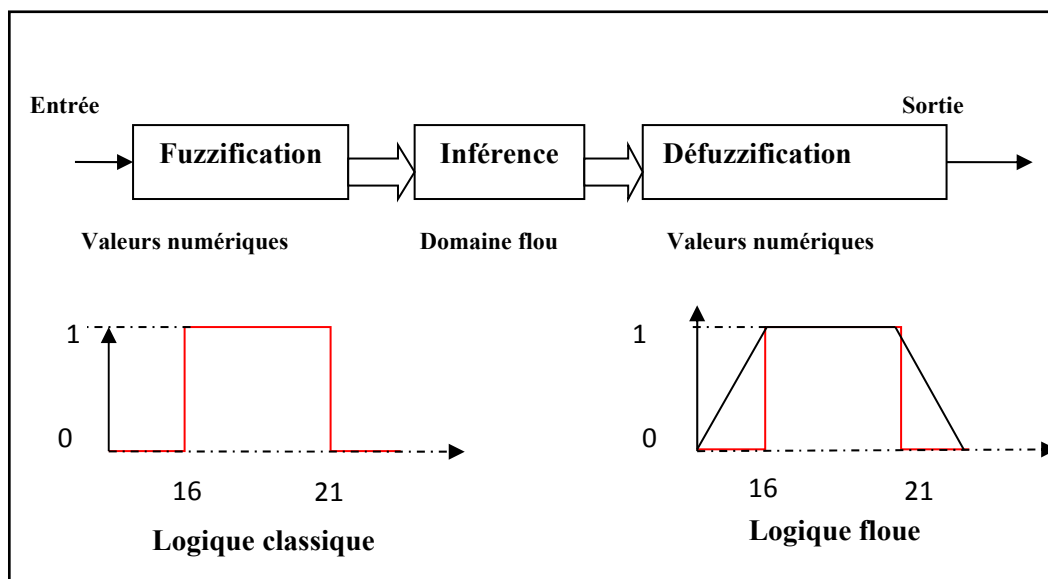 Entrée
Sortie
Fuzzification
Inférence
Défuzzification
Valeurs numériques
Domaine flou
Valeurs numériques
1
0
16
21
Logique classique
1
0
16
21
Logique floue